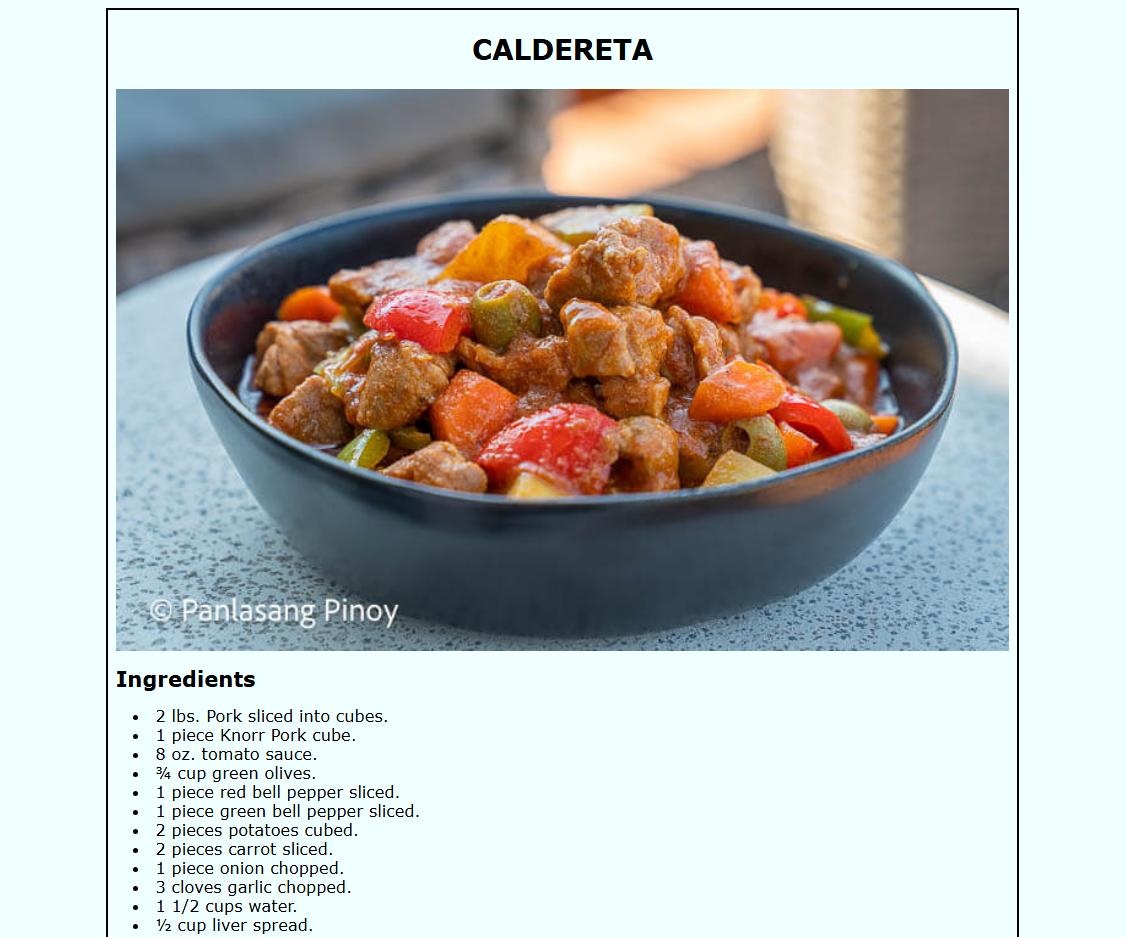 CALDERETA
© Panlasang Pinoy
Ingredients
• 2 lbs. Pork sliced into cubes.
• 1 piece Knorr Pork cube.
• 8 oz. tomato sauce.
• ¾ cup green olives.
• 1 piece red bell pepper sliced.
• 1 piece green bell pepper sliced.
• 2 pieces potatoes cubed.
• 2 pieces carrot sliced.
• 1 piece onion chopped.
• 3 cloves garlic chopped.
• 1 1/2 cups water.
• ½ cup liver spread.